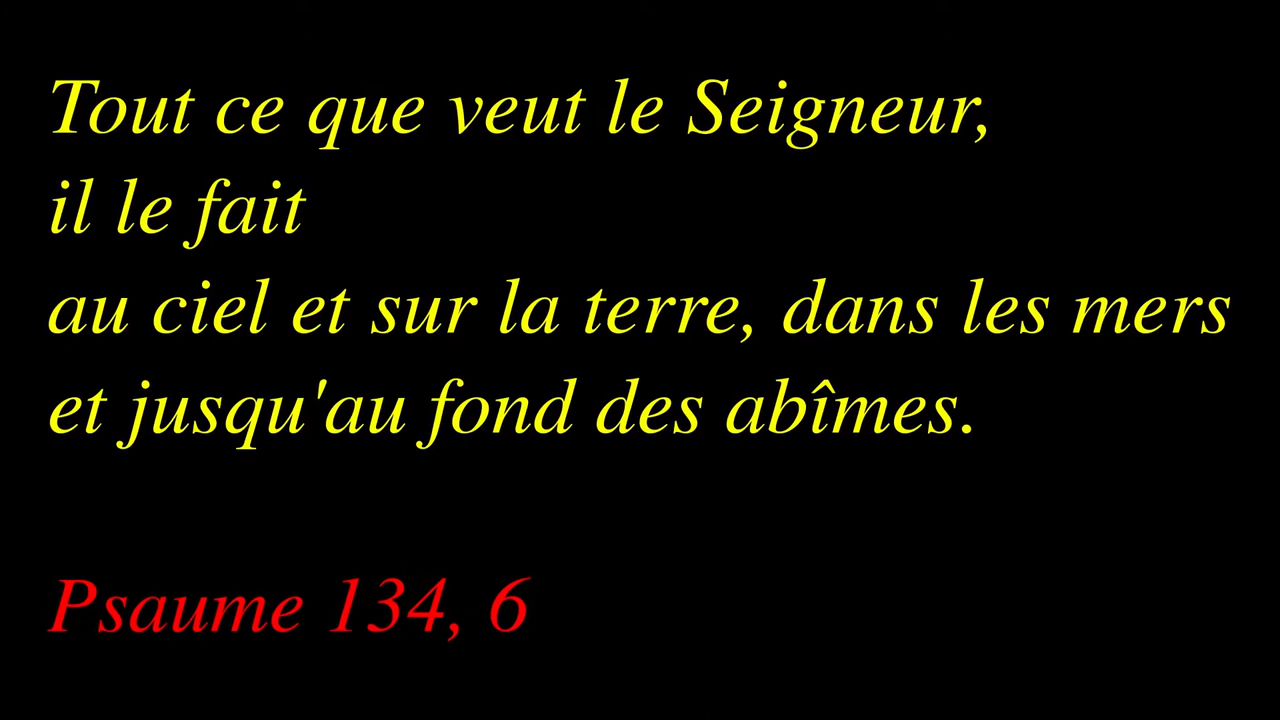 Tout ce que veut le Seigneur,
il le fait
au ciel et sur la terre, dans les mers
et jusqu'au fond des abîmes.
Psaume 134, 6